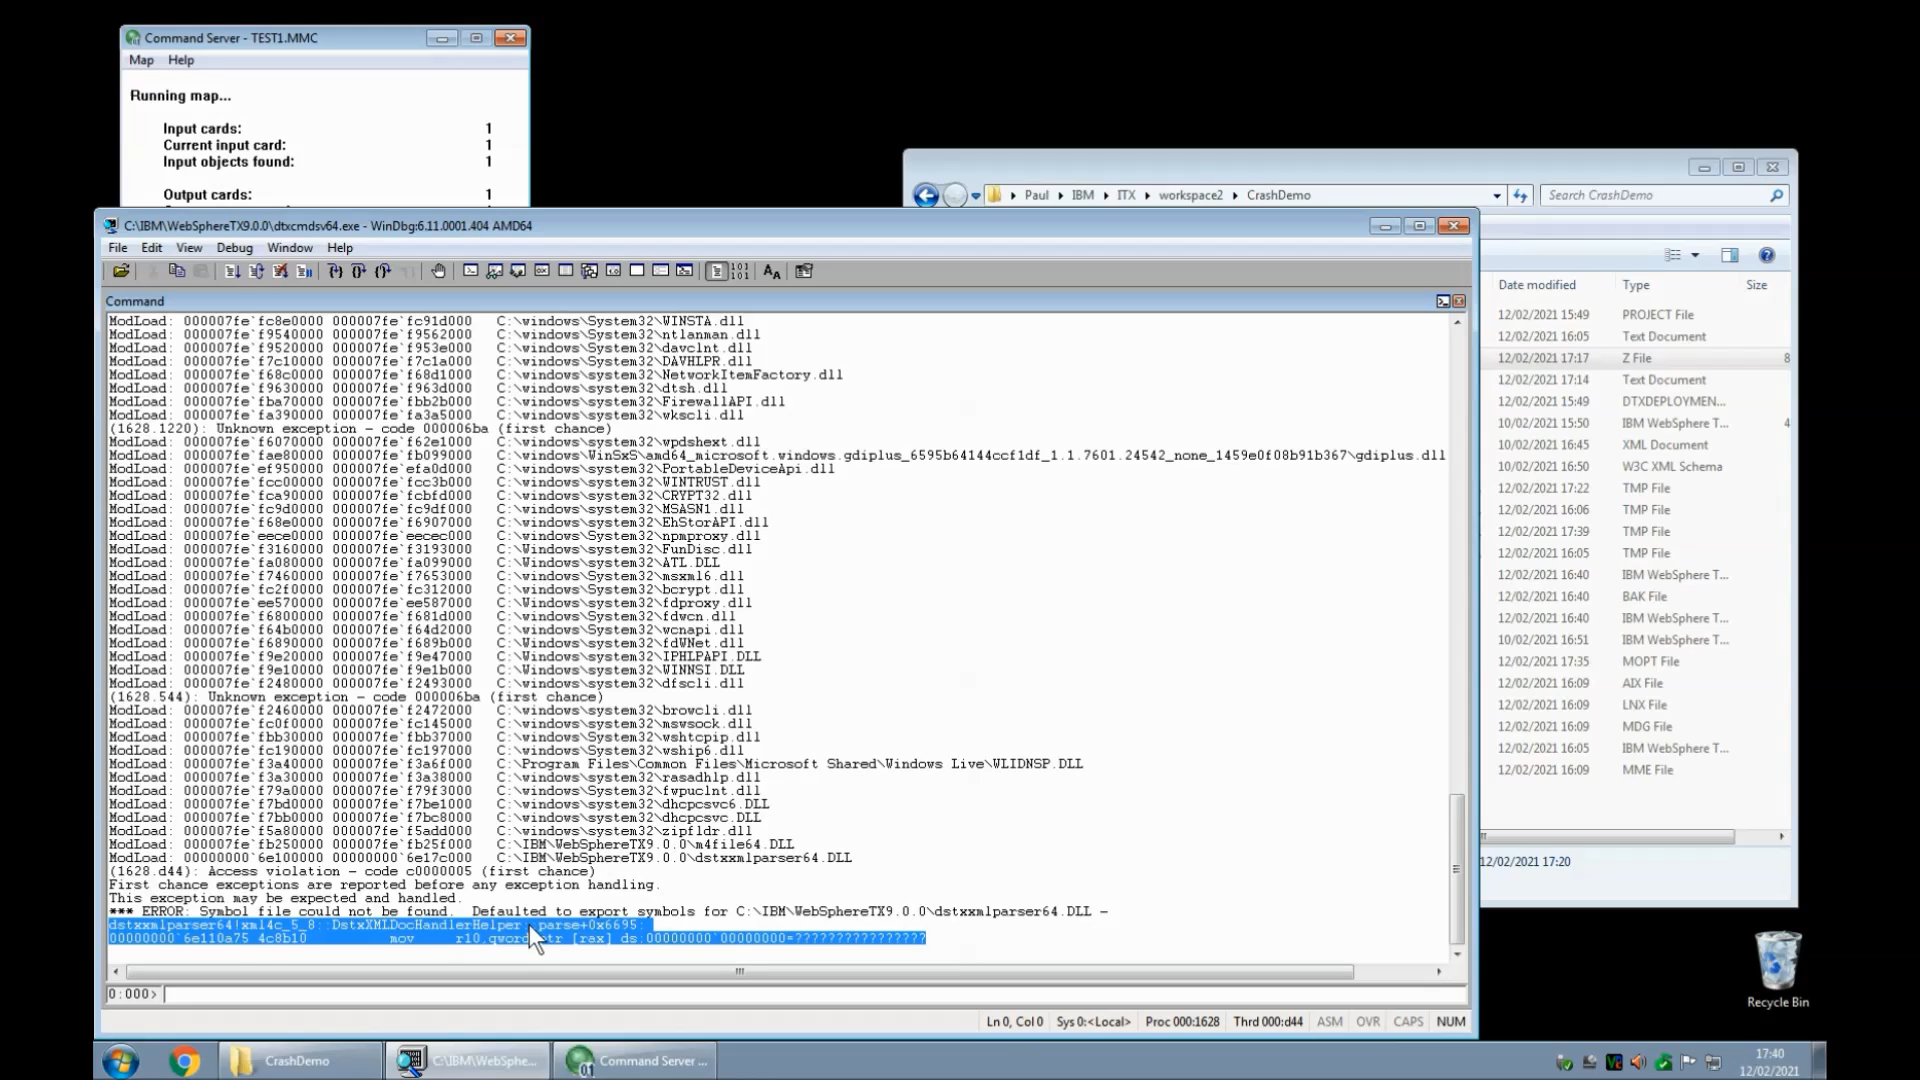 Command Server - TEST1.MMC
Map Help
Running map...
Input cards: 1
Current input card: 1
Input objects found: 1
Output cards: 1
Paul IBM ITX workspace2 CrashDemo
Search CrashDemo
C:\IBM\WebSphereTX9.0.0\dtxcmdsv64.exe - WinDbg:6.11.0001.404 AMD64
File Edit View Debug Window Help
Command
ModLoad: 000007fe`fc8e0000 000007fe`fc91d000 C:\windows\System32\WINSTA.dll
ModLoad: 000007fe`f9540000 000007fe`f9562000 C:\windows\System32\ntlanman.dll
ModLoad: 000007fe`f9520000 000007fe`f953e000 C:\windows\System32\davclnt.dll
ModLoad: 000007fe`f7c10000 000007fe`f7c1a000 C:\windows\System32\DAVHLPR.dll
ModLoad: 000007fe`f68c0000 000007fe`f68d1000 C:\windows\System32\NetworkItemFactory.dll
ModLoad: 000007fe`f9630000 000007fe`f963d000 C:\windows\system32\dtsh.dll
ModLoad: 000007fe`fba70000 000007fe`fbb2b000 C:\windows\system32\FirewallAPI.dll
ModLoad: 000007fe`fa390000 000007fe`fa3a5000 C:\windows\system32\wkscli.dll
(1628.1220): Unknown exception - code 000006ba (first chance)
ModLoad: 000007fe`f6070000 000007fe`f62e1000 C:\windows\system32\wpdshext.dll
ModLoad: 000007fe`fae80000 000007fe`fb099000 C:\windows\WinSxS\amd64_microsoft.windows.gdiplus_6595b64144ccf1df_1.1.7601.24542_none_1459e0f08b91b367\gdiplus.dll
ModLoad: 000007fe`ef950000 000007fe`efa0d000 C:\windows\system32\PortableDeviceApi.dll
ModLoad: 000007fe`fcc00000 000007fe`fcc3b000 C:\windows\system32\WINTRUST.dll
ModLoad: 000007fe`fca90000 000007fe`fcbfd000 C:\windows\system32\CRYPT32.dll
ModLoad: 000007fe`fc9d0000 000007fe`fc9df000 C:\windows\system32\MSASN1.dll
ModLoad: 000007fe`f68e0000 000007fe`f6907000 C:\windows\system32\EhStorAPI.dll
ModLoad: 000007fe`eece0000 000007fe`eecec000 C:\windows\system32\npmproxy.dll
ModLoad: 000007fe`f3160000 000007fe`f3193000 C:\windows\System32\FunDisc.dll
ModLoad: 000007fe`fa080000 000007fe`fa099000 C:\windows\System32\ATL.DLL
ModLoad: 000007fe`f7460000 000007fe`f7653000 C:\windows\System32\msxml6.dll
ModLoad: 000007fe`fc2f0000 000007fe`fc312000 C:\windows\System32\bcrypt.dll
ModLoad: 000007fe`ee570000 000007fe`ee587000 C:\windows\system32\fdproxy.dll
ModLoad: 000007fe`f6800000 000007fe`f681d000 C:\windows\System32\fdwcn.dll
ModLoad: 000007fe`f64b0000 000007fe`f64d2000 C:\windows\System32\wcnapi.dll
ModLoad: 000007fe`f6890000 000007fe`f689b000 C:\windows\System32\fdWNet.dll
ModLoad: 000007fe`f9e20000 000007fe`f9e47000 C:\windows\system32\IPHLPAPI.DLL
ModLoad: 000007fe`f9e10000 000007fe`f9e1b000 C:\windows\system32\WINNSI.DLL
ModLoad: 000007fe`f2480000 000007fe`f2493000 C:\windows\system32\dfscli.dll
(1628.544): Unknown exception - code 000006ba (first chance)
ModLoad: 000007fe`f2460000 000007fe`f2472000 C:\windows\system32\browcli.dll
ModLoad: 000007fe`fc0f0000 000007fe`fc145000 C:\windows\system32\mswsock.dll
ModLoad: 000007fe`fbb30000 000007fe`fbb37000 C:\windows\System32\wshtcpip.dll
ModLoad: 000007fe`fc190000 000007fe`fc197000 C:\windows\System32\wship6.dll
ModLoad: 000007fe`f3a40000 000007fe`f3a6f000 C:\Program Files\Common Files\Microsoft Shared\Windows Live\WLIDNSP.DLL
ModLoad: 000007fe`f3a30000 000007fe`f3a38000 C:\windows\system32\rasadhlp.dll
ModLoad: 000007fe`f79a0000 000007fe`f79f3000 C:\windows\System32\fwpuclnt.dll
ModLoad: 000007fe`f7bd0000 000007fe`f7be1000 C:\windows\system32\dhcpcsvc6.DLL
ModLoad: 000007fe`f7bb0000 000007fe`f7bc8000 C:\windows\system32\dhcpcsvc.DLL
ModLoad: 000007fe`f5a80000 000007fe`f5add000 C:\windows\system32\zipfldr.dll
ModLoad: 000007fe`fb250000 000007fe`fb25f000 C:\IBM\WebSphereTX9.0.0\m4file64.DLL
ModLoad: 00000000`6e100000 00000000`6e17c000 C:\IBM\WebSphereTX9.0.0\dstxxmlparser64.DLL
(1628.d44): Access violation - code c0000005 (first chance)
First chance exceptions are reported before any exception handling.
This exception may be expected and handled.
*** ERROR: Symbol file could not be found. Defaulted to export symbols for C:\IBM\WebSphereTX9.0.0\dstxxmlparser64.DLL -
dstxxmlparser64!xml4c_5_8::DstxXMLDocHandlerHelper::parse+0x6695:
00000000`6e110a75 4c8b10 mov r10,qword ptr [rax] ds:00000000`00000000=????????????????
0:000>
Ln 0, Col 0 Sys 0:<Local> Proc 000:1628 Thrd 000:d44 ASM OVR CAPS NUM
Date modified Type Size
12/02/2021 15:49 PROJECT File
12/02/2021 16:05 Text Document
12/02/2021 17:17 Z File 8
12/02/2021 17:14 Text Document
12/02/2021 15:49 DTXDEPLOYMEN...
10/02/2021 15:50 IBM WebSphere T... 4
10/02/2021 16:45 XML Document
10/02/2021 16:50 W3C XML Schema
12/02/2021 17:22 TMP File
12/02/2021 16:06 TMP File
12/02/2021 17:39 TMP File
12/02/2021 16:05 TMP File
12/02/2021 16:40 IBM WebSphere T...
12/02/2021 16:40 BAK File
12/02/2021 16:40 IBM WebSphere T...
10/02/2021 16:51 IBM WebSphere T...
12/02/2021 17:35 MOPT File
12/02/2021 16:09 AIX File
12/02/2021 16:09 LNX File
12/02/2021 16:09 MDG File
12/02/2021 16:05 IBM WebSphere T...
12/02/2021 16:09 MME File
12/02/2021 17:20
Recycle Bin
CrashDemo
C:\IBM\WebSphe...
Command Server ...
17:40
12/02/2021